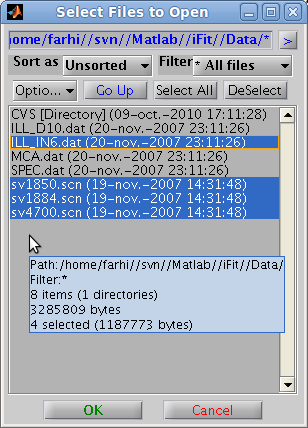 Select Files to Open
home/farhi//svn//Matlab//iFit//Data/*
>
Sort as Unsorted Filter * All files
Optio... Go Up Select All DeSelect
CVS [Directory] (09-oct.-2010 17:11:28)
ILL_D10.dat (20-nov.-2007 23:11:26)
ILL_IN6.dat (20-nov.-2007 23:11:26)
MCA.dat (20-nov.-2007 23:11:26)
SPEC.dat (20-nov.-2007 23:11:26)
sv1850.scn (19-nov.-2007 14:31:48)
sv1884.scn (19-nov.-2007 14:31:48)
sv4700.scn (19-nov.-2007 14:31:48)
Path:/home/farhi//svn//Matlab//iFit//Data/
Filter:*
8 items (1 directories)
3285809 bytes
4 selected (1187773 bytes)
OK Cancel